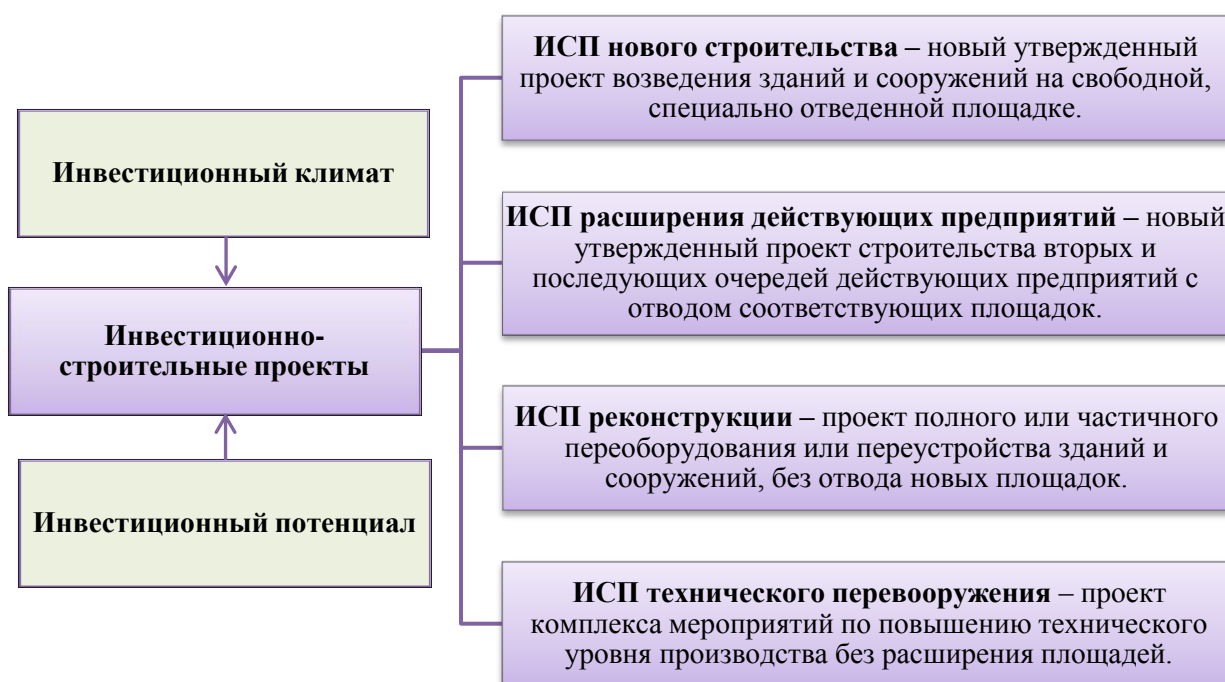 Инвестиционный климат
Инвестиционно-
строительные проекты
Инвестиционный потенциал
ИСП нового строительства – новый утвержденный
проект возведения зданий и сооружений на свободной,
специально отведенной площадке.
ИСП расширения действующих предприятий – новый
утвержденный проект строительства вторых и
последующих очередей действующих предприятий с
отводом соответствующих площадок.
ИСП реконструкции – проект полного или частичного
переоборудования или переустройства зданий и
сооружений, без отвода новых площадок.
ИСП технического перевооружения – проект
комплекса мероприятий по повышению технического
уровня производства без расширения площадей.